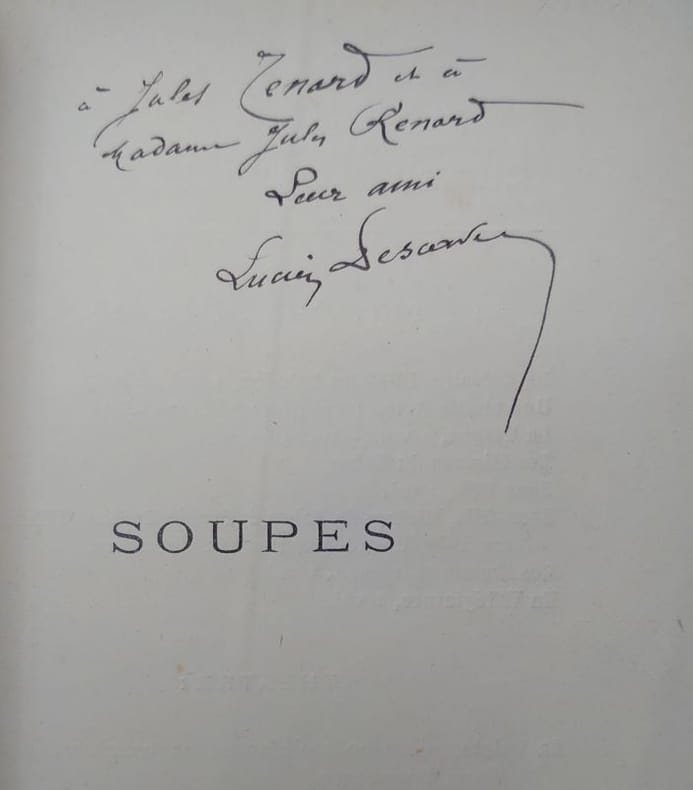 à Jules Renard et à
Madame Jules Renard
Leur ami
Lucien Descaves
SOUPES